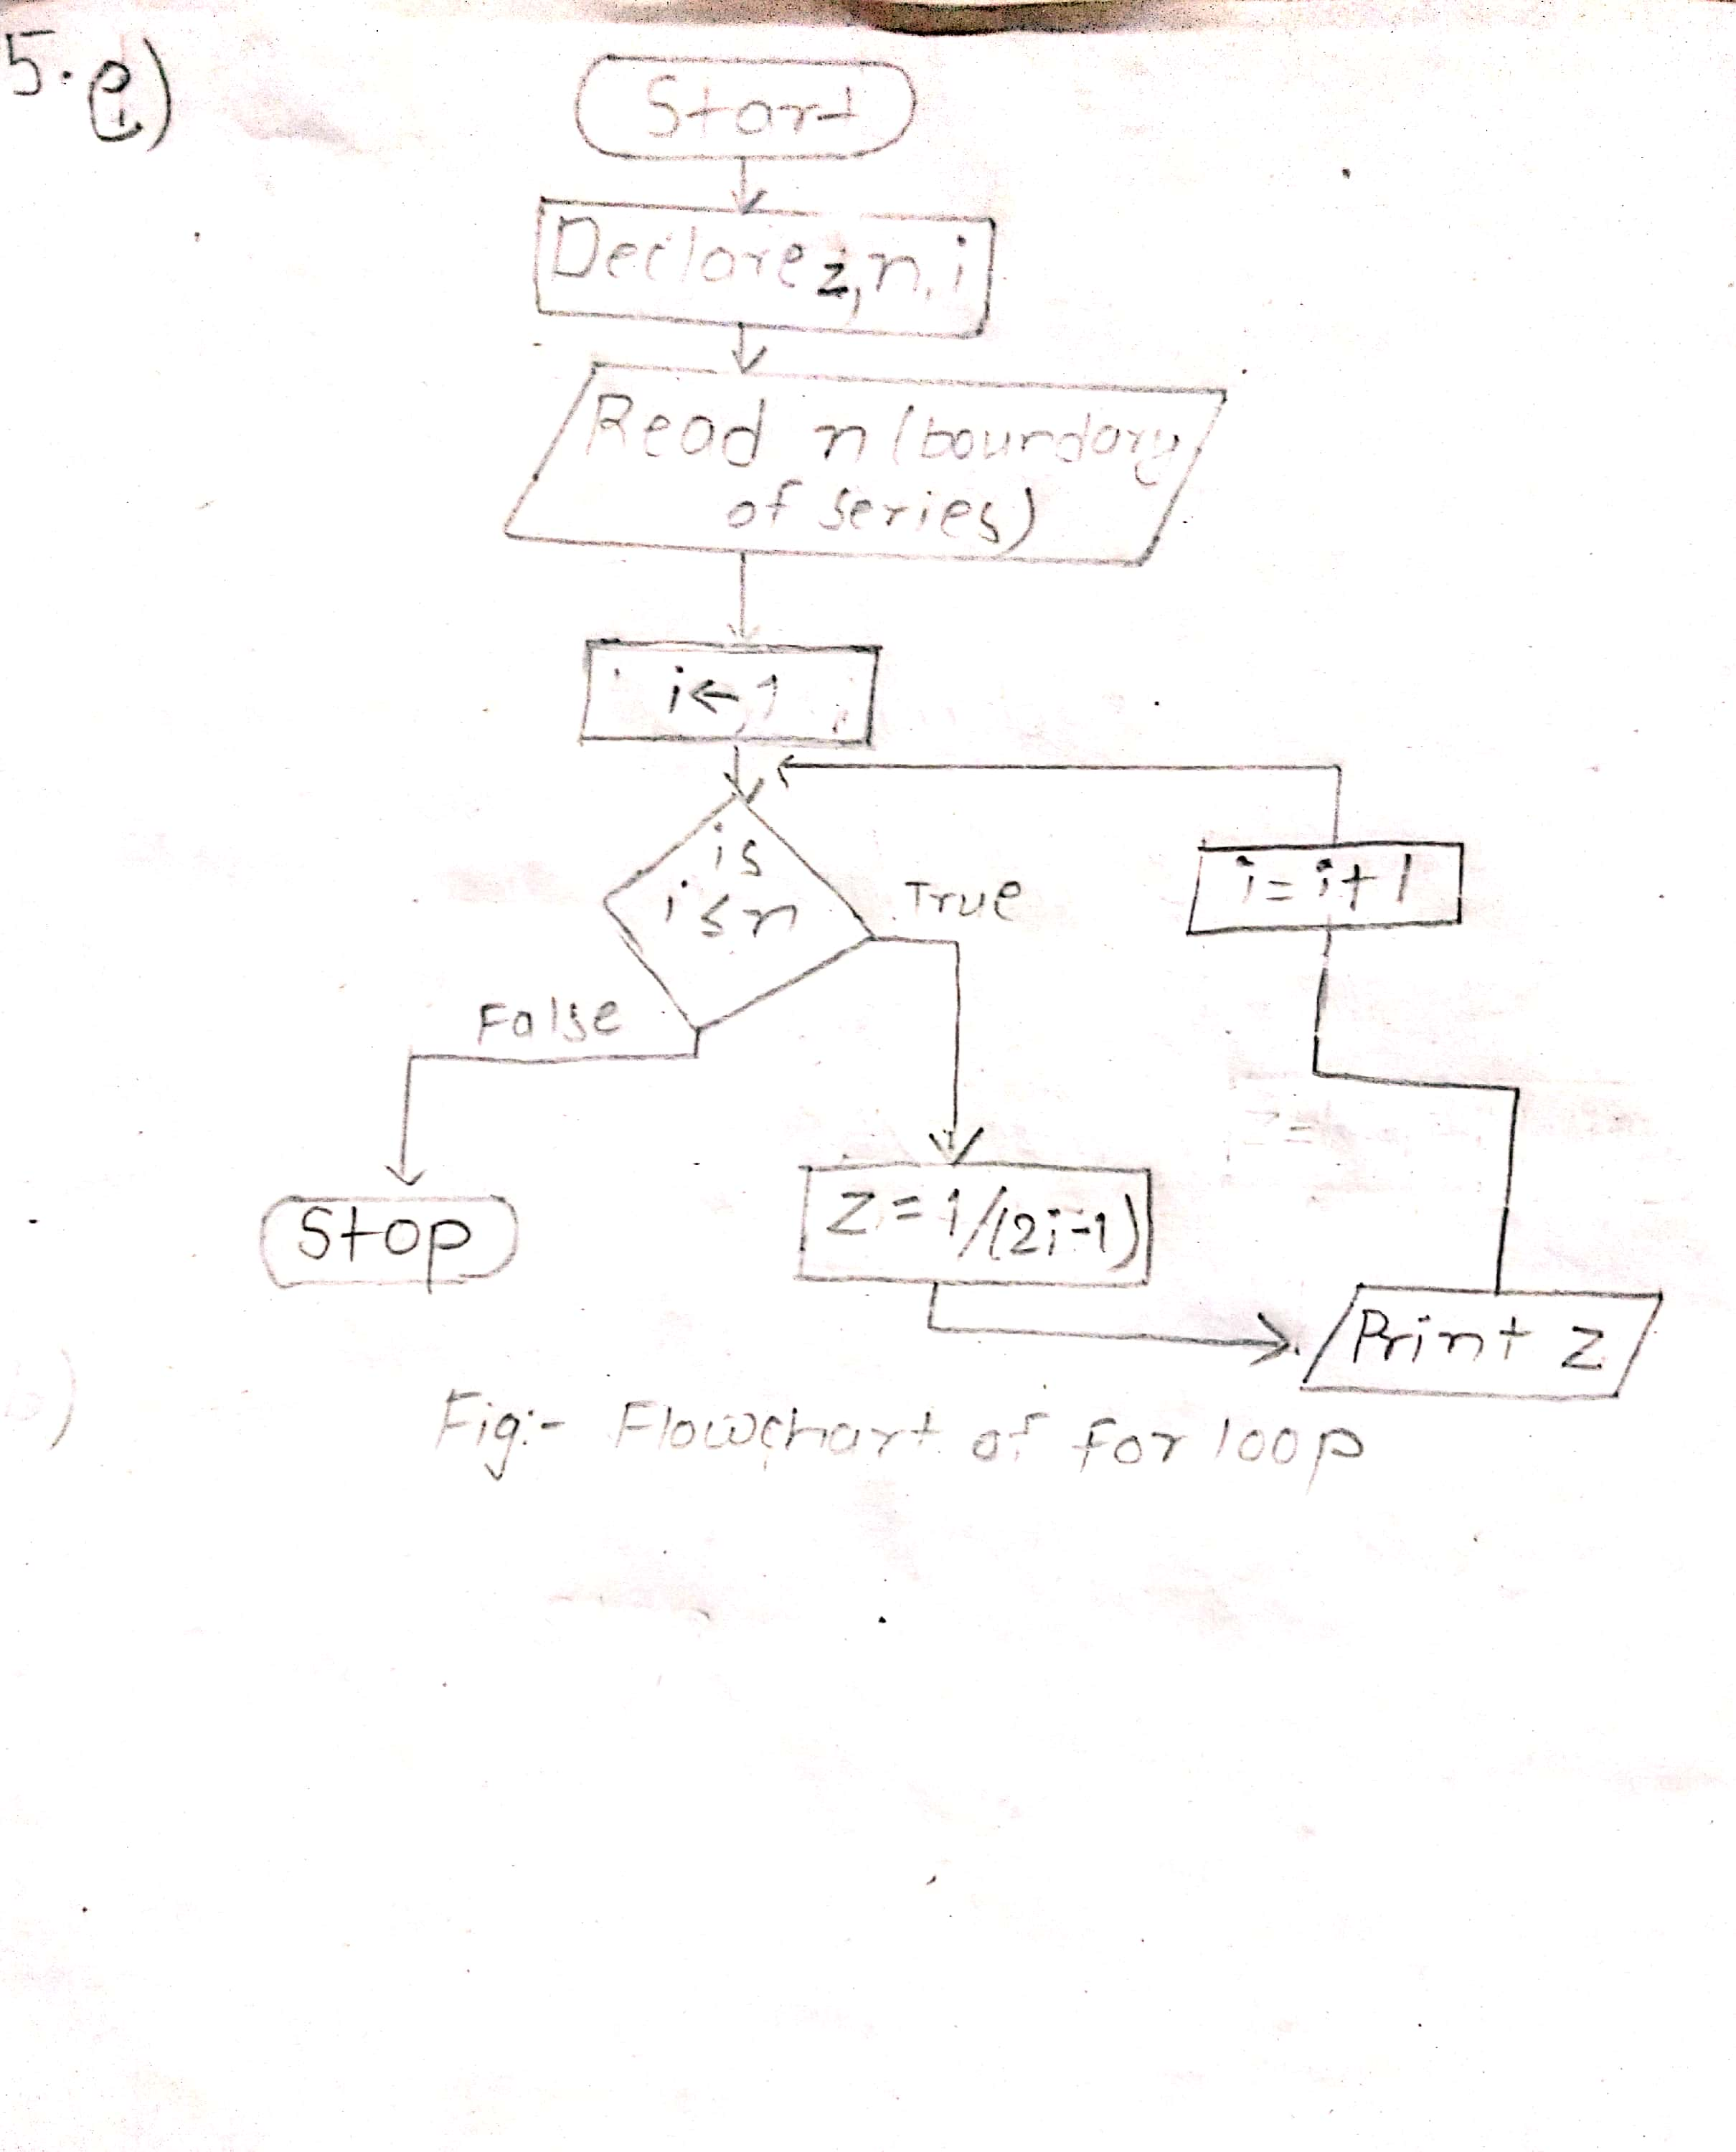 5.e)
Start
Declare z,n,i
Read n (boundary
of series)
i←1
is
i≤n
True
i=i+1
False
Z=1/(2i-1)
Stop
Print z
Fig:- Flowchart of for loop